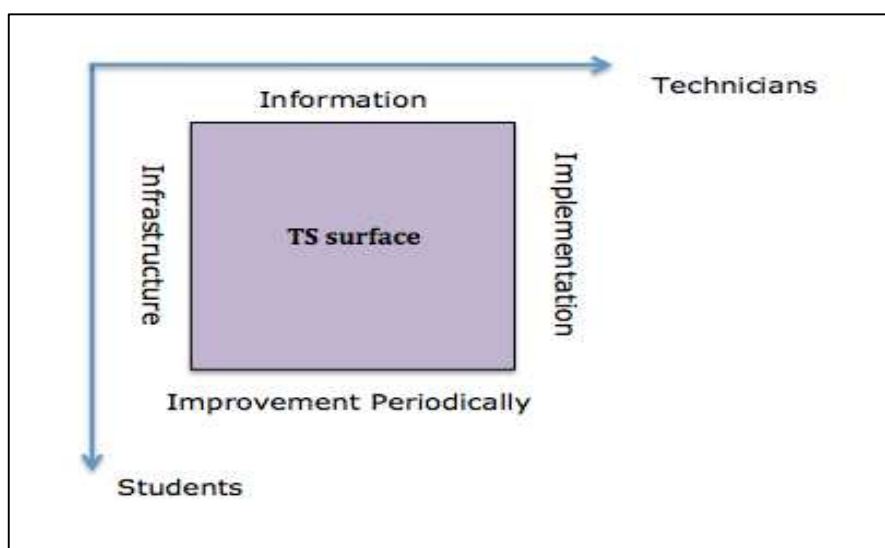 Technicians
Information
Infrastructure
TS surface
Implementation
Improvement Periodically
Students